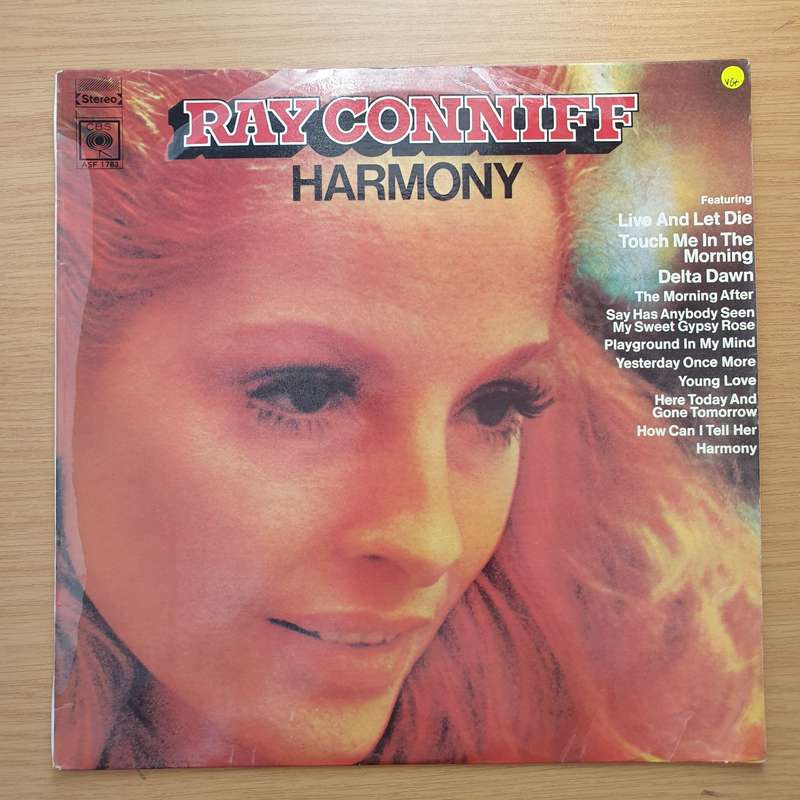 Stereo
CBS
ASF 1783
VG+
RAY CONNIFF
HARMONY
Featuring
Live And Let Die
Touch Me In The
Morning
Delta Dawn
The Morning After
Say Has Anybody Seen
My Sweet Gypsy Rose
Playground In My Mind
Yesterday Once More
Young Love
Here Today And
Gone Tomorrow
How Can I Tell Her
Harmony